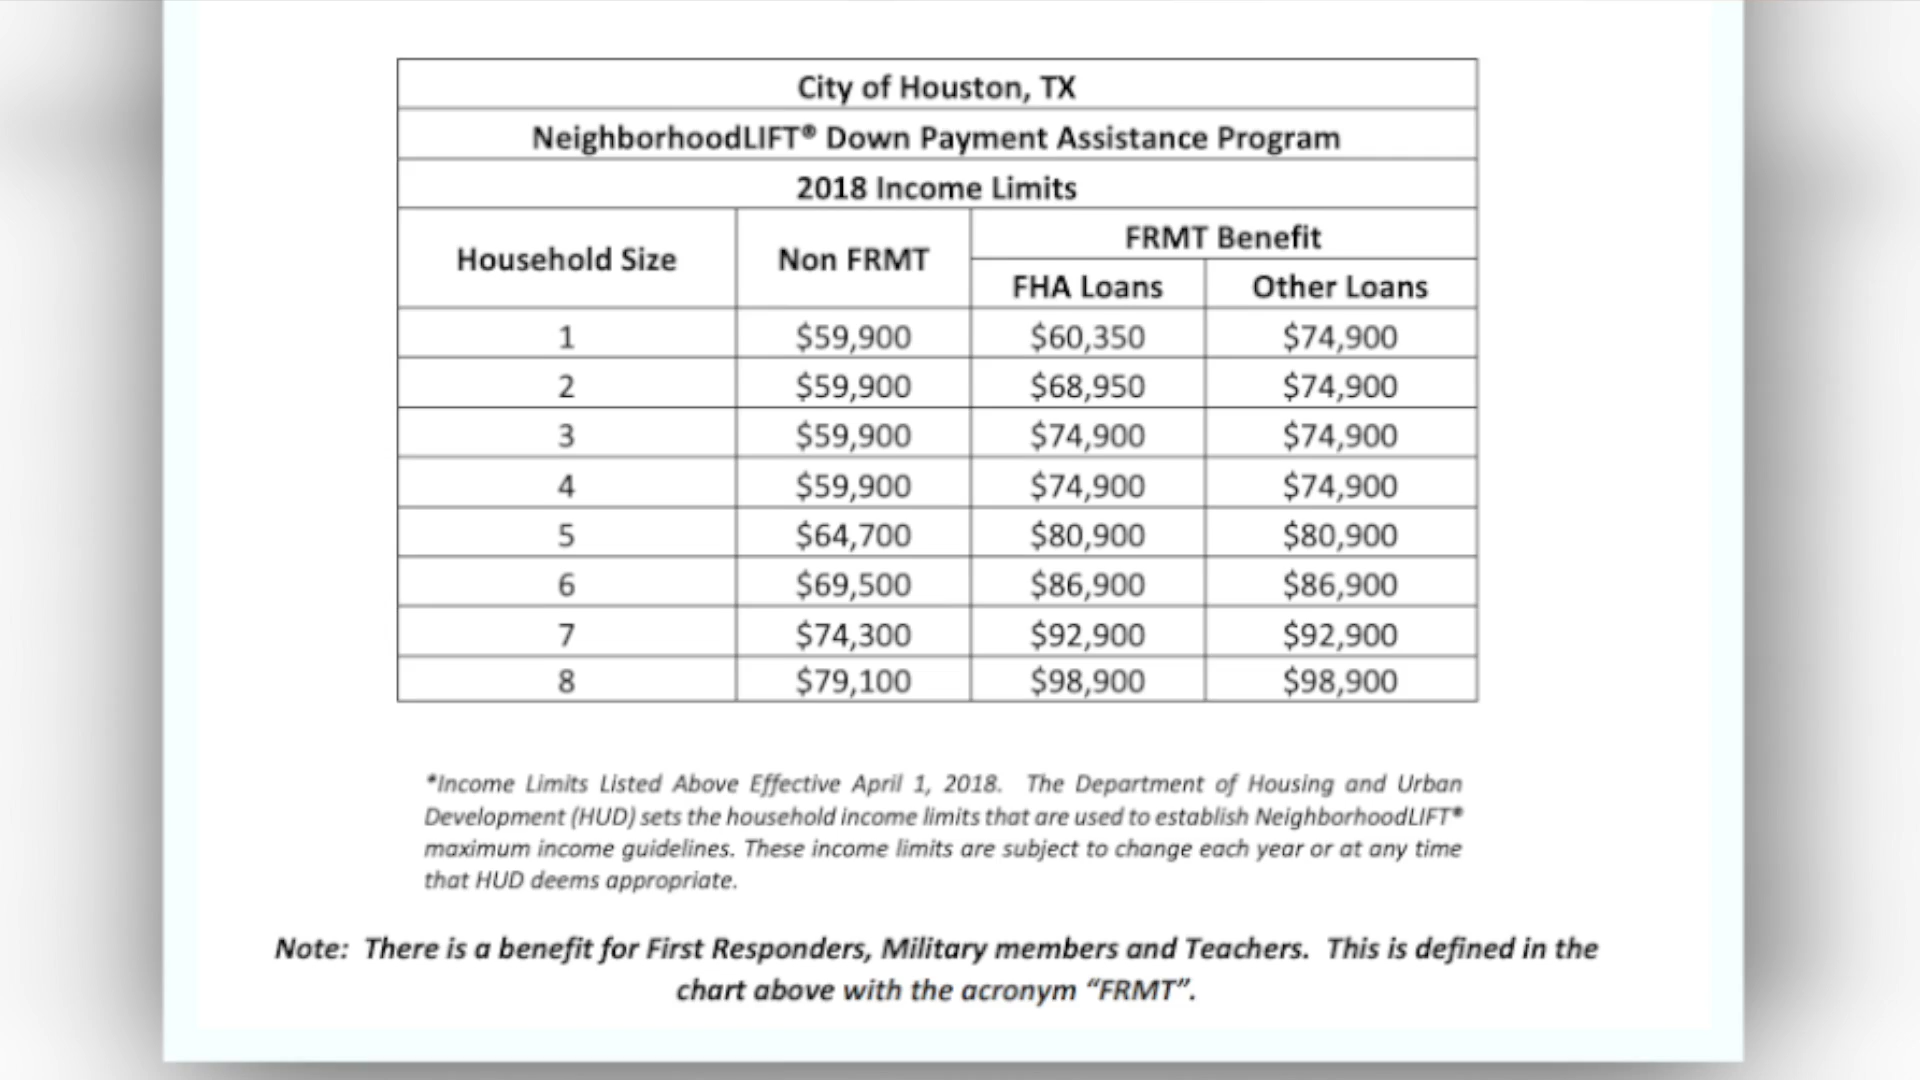 City of Houston, TX
NeighborhoodLIFT® Down Payment Assistance Program
2018 Income Limits
Household Size Non FRMT FRMT Benefit
FHA Loans Other Loans
1 $59,900 $60,350 $74,900
2 $59,900 $68,950 $74,900
3 $59,900 $74,900 $74,900
4 $59,900 $74,900 $74,900
5 $64,700 $80,900 $80,900
6 $69,500 $86,900 $86,900
7 $74,300 $92,900 $92,900
8 $79,100 $98,900 $98,900
*Income Limits Listed Above Effective April 1, 2018. The Department of Housing and Urban
Development (HUD) sets the household income limits that are used to establish NeighborhoodLIFT®
maximum income guidelines. These income limits are subject to change each year or at any time
that HUD deems appropriate.
Note: There is a benefit for First Responders, Military members and Teachers. This is defined in the
chart above with the acronym “FRMT”.